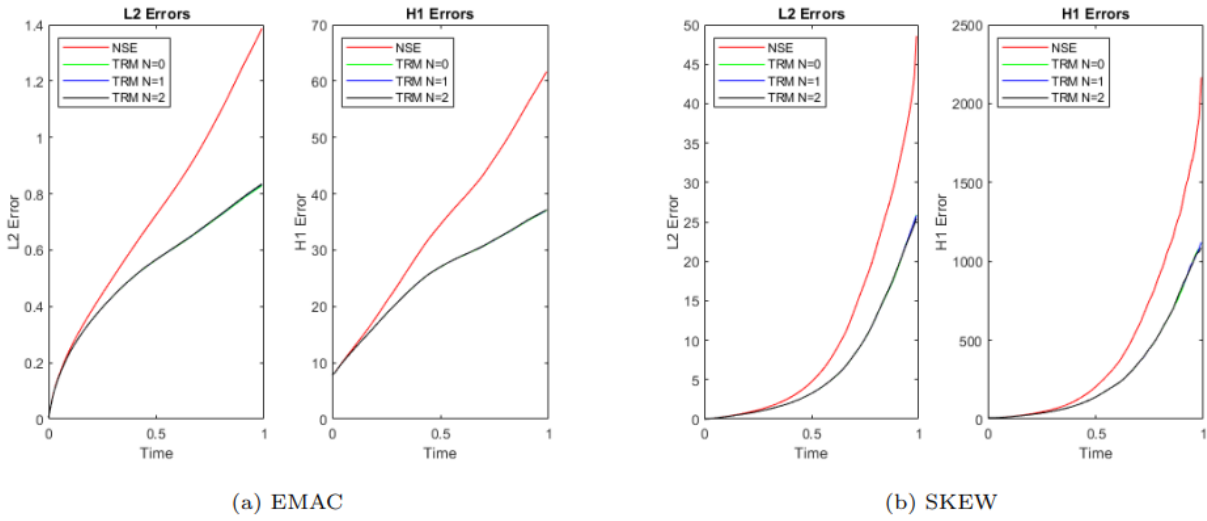 L2 Errors
1.4
1.2
1
0.8
0.6
0.4
0.2
0
L2 Error
NSE
TRM N=0
TRM N=1
TRM N=2
0 0.5 1
Time
H1 Errors
70
60
50
40
30
20
10
0
H1 Error
NSE
TRM N=0
TRM N=1
TRM N=2
0 0.5 1
Time
(a) EMAC
L2 Errors
50
45
40
35
30
25
20
15
10
5
0
L2 Error
NSE
TRM N=0
TRM N=1
TRM N=2
0 0.5 1
Time
H1 Errors
2500
2000
1500
1000
500
0
H1 Error
NSE
TRM N=0
TRM N=1
TRM N=2
0 0.5 1
Time
(b) SKEW